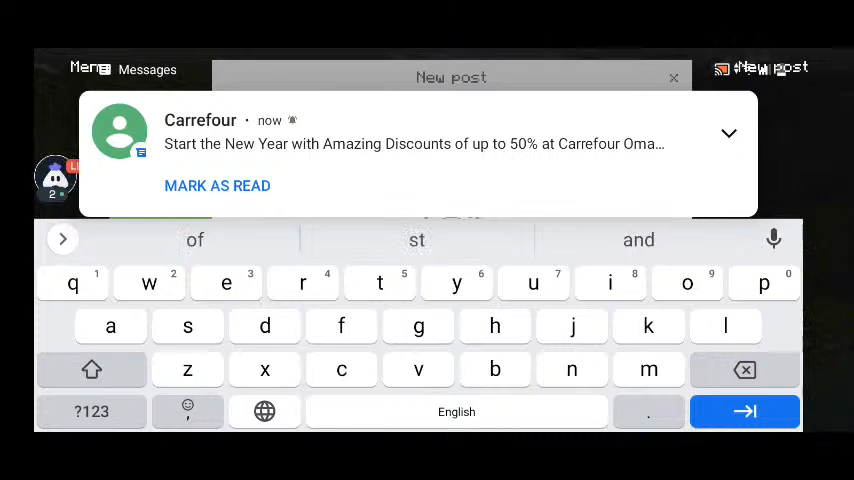 Messages
New post
New post
Carrefour • now
Start the New Year with Amazing Discounts of up to 50% at Carrefour Oma...
MARK AS READ
2
of st and
q 1 w 2 e 3 r 4 t 5 y 6 u 7 i 8 o 9 p 0
a s d f g h j k l
z x c v b n m
?123 , English .